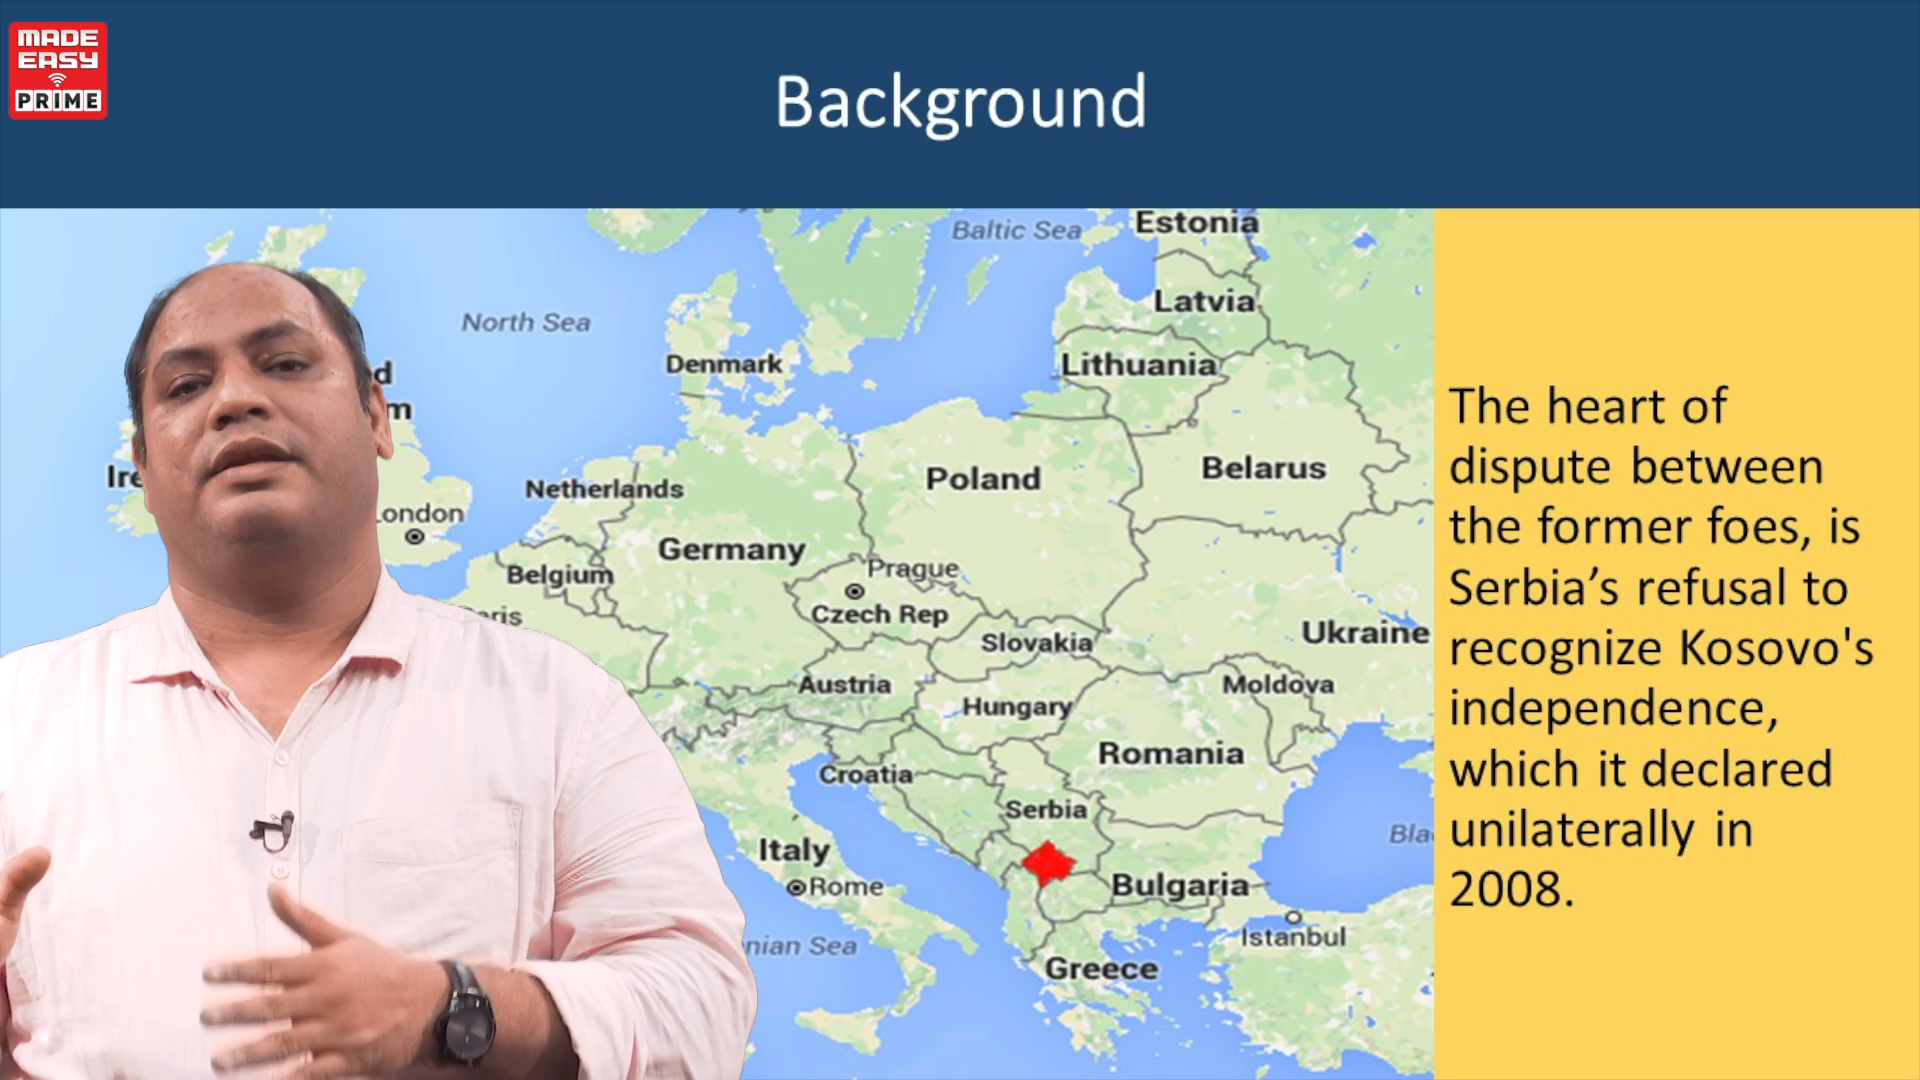 MADE
EASY
PRIME
Background
Baltic Sea
Estonia
Latvia
North Sea
Denmark
Lithuania
Poland
Belarus
Netherlands
London
Germany
Belgium
Prague
Czech Rep
Slovakia
Ukraine
Austria
Moldova
Hungary
Romania
Croatia
Serbia
Italy
Rome
Bulgaria
Istanbul
Sea
Greece
The heart of
dispute between
the former foes, is
Serbia’s refusal to
recognize Kosovo's
independence,
which it declared
unilaterally in
2008.